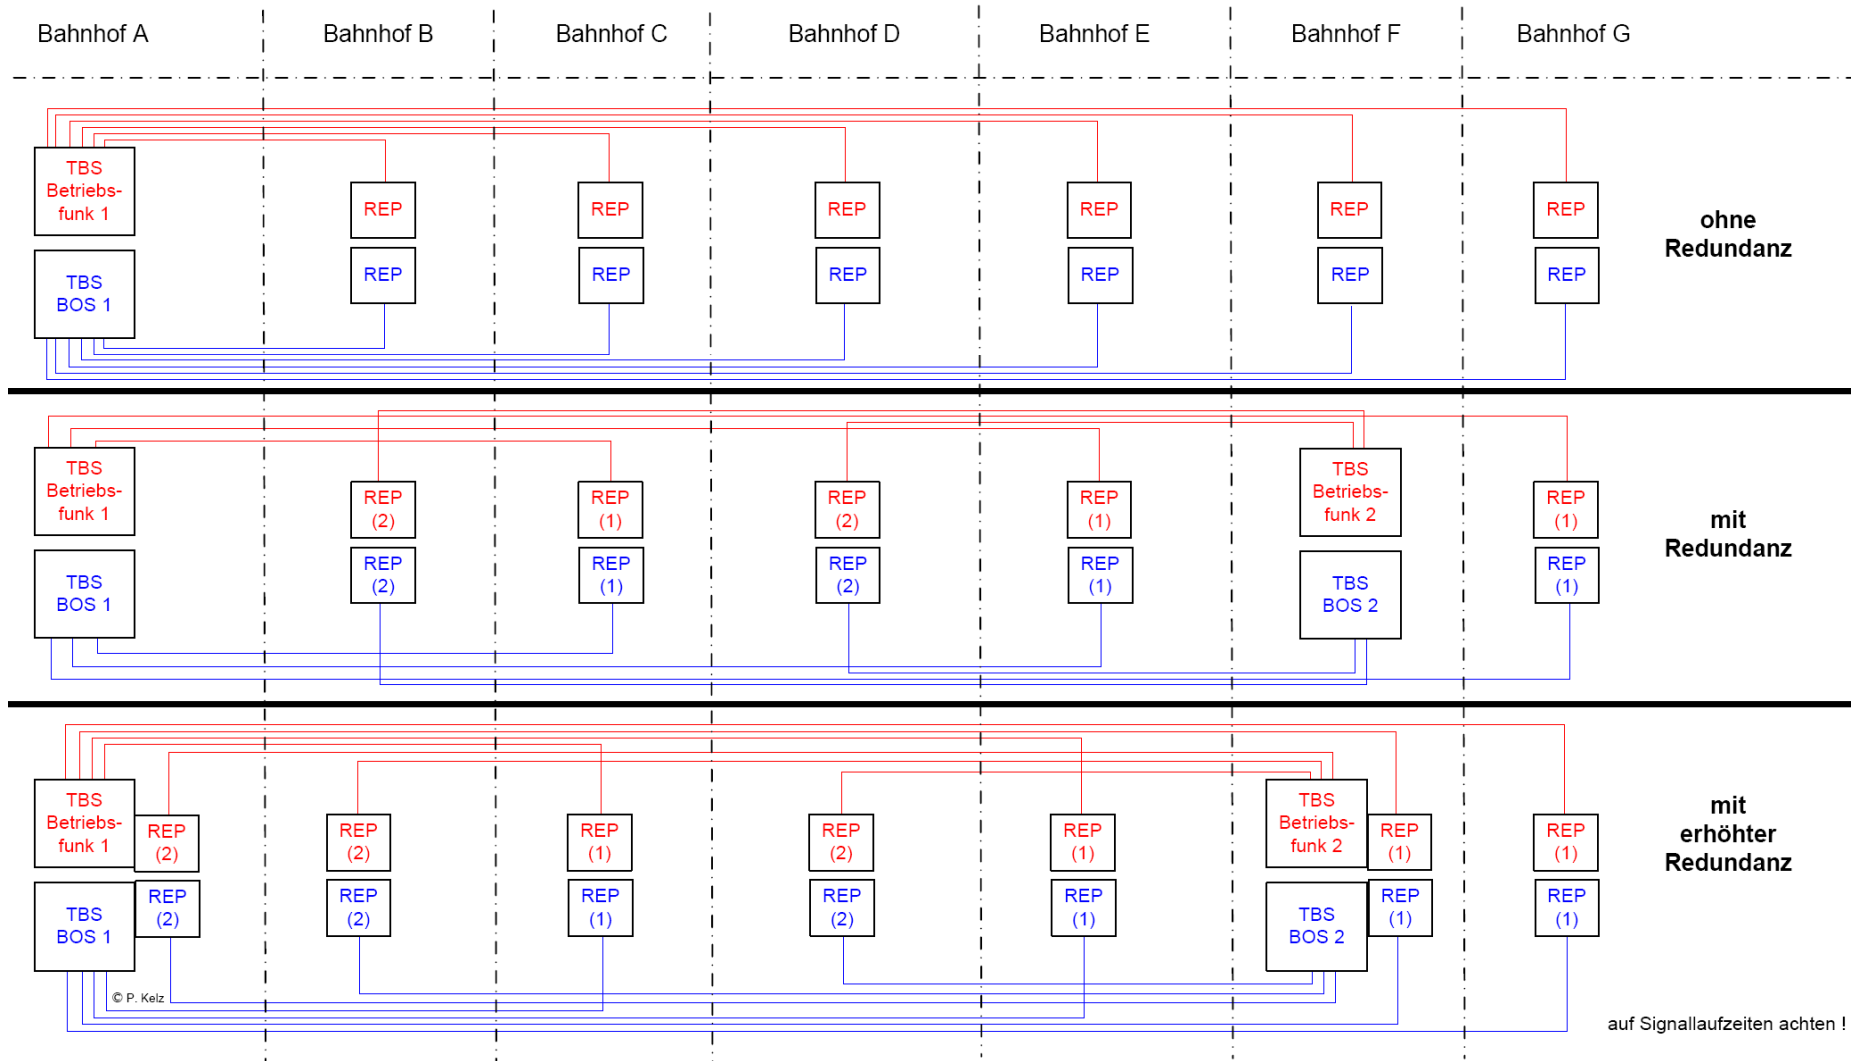 Bahnhof A
Bahnhof B
Bahnhof C
Bahnhof D
Bahnhof E
Bahnhof F
Bahnhof G
TBS
Betriebs-
funk 1
REP
REP
REP
REP
REP
REP
TBS
BOS 1
REP
REP
REP
REP
REP
REP
ohne
Redundanz
TBS
Betriebs-
funk 1
REP
(2)
REP
(1)
REP
(2)
REP
(1)
TBS
Betriebs-
funk 2
REP
(1)
TBS
BOS 1
REP
(2)
REP
(1)
REP
(2)
REP
(1)
TBS
BOS 2
REP
(1)
mit
Redundanz
TBS
Betriebs-
funk 1
REP
(2)
REP
(2)
REP
(1)
REP
(2)
REP
(1)
TBS
Betriebs-
funk 2
REP
(1)
REP
(1)
TBS
BOS 1
REP
(2)
REP
(2)
REP
(1)
REP
(2)
REP
(1)
TBS
BOS 2
REP
(1)
REP
(1)
mit
erhöhter
Redundanz
© P. Kelz
auf Signallaufzeiten achten !